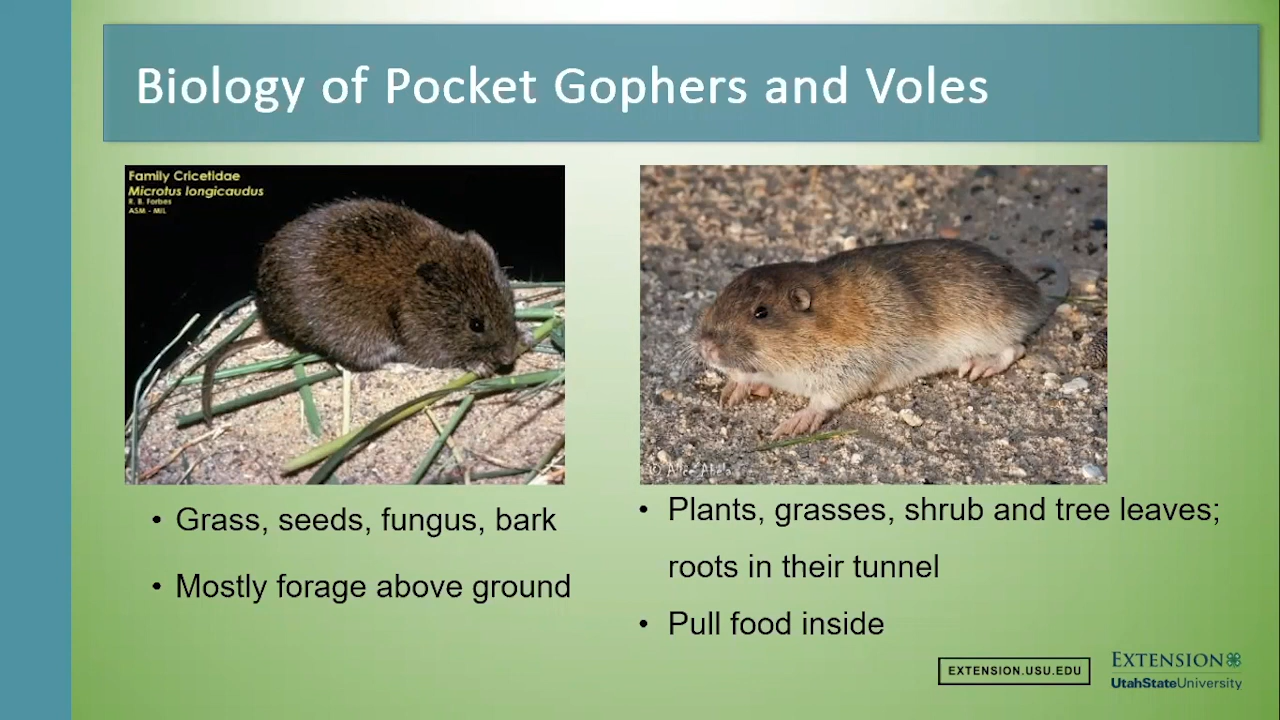 Biology of Pocket Gophers and Voles
Family Cricetidae
Microtus longicaudus
R. B. Forbes
ASM - MIL
• Grass, seeds, fungus, bark
• Mostly forage above ground
• Plants, grasses, shrub and tree leaves;
roots in their tunnel
• Pull food inside
EXTENSION.USU.EDU
EXTENSION
UtahStateUniversity